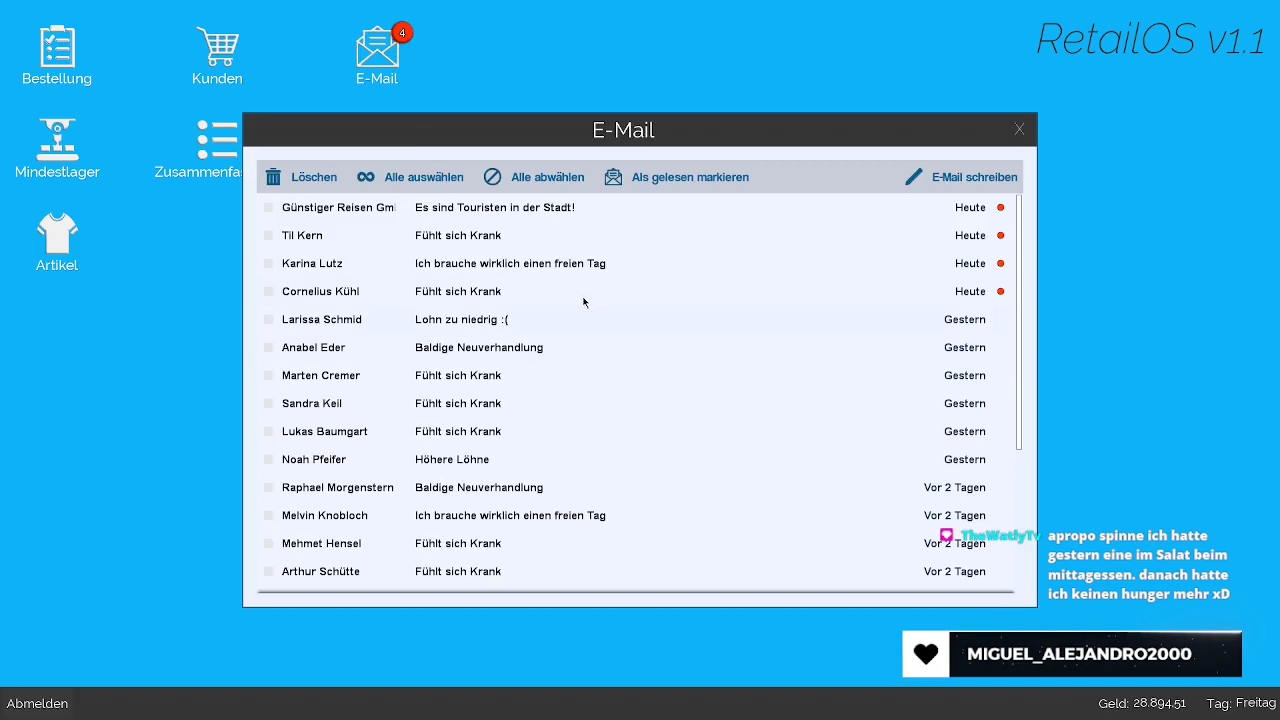 RetailOS v1.1
Bestellung
Kunden
4
E-Mail
Mindestlager
Zusammenfas
Artikel
E-Mail
X
Löschen
Alle auswählen
Alle abwählen
Als gelesen markieren
E-Mail schreiben
Günstiger Reisen Gm Es sind Touristen in der Stadt! Heute
Til Kern Fühlt sich Krank Heute
Karina Lutz Ich brauche wirklich einen freien Tag Heute
Cornelius Kühl Fühlt sich Krank Heute
Larissa Schmid Lohn zu niedrig :( Gestern
Anabel Eder Baldige Neuverhandlung Gestern
Marten Cremer Fühlt sich Krank Gestern
Sandra Keil Fühlt sich Krank Gestern
Lukas Baumgart Fühlt sich Krank Gestern
Noah Pfeifer Höhere Löhne Gestern
Raphael Morgenstern Baldige Neuverhandlung Vor 2 Tagen
Melvin Knobloch Ich brauche wirklich einen freien Tag Vor 2 Tagen
Mehmet Hensel Fühlt sich Krank Vor 2 Tagen
Arthur Schütte Fühlt sich Krank Vor 2 Tagen
_TheWatlyTv apropo spinne ich hatte
gestern eine im Salat beim
mittagessen. danach hatte
ich keinen hunger mehr xD
MIGUEL_ALEJANDRO2000
Abmelden
Geld: 28.894,51
Tag: Freitag